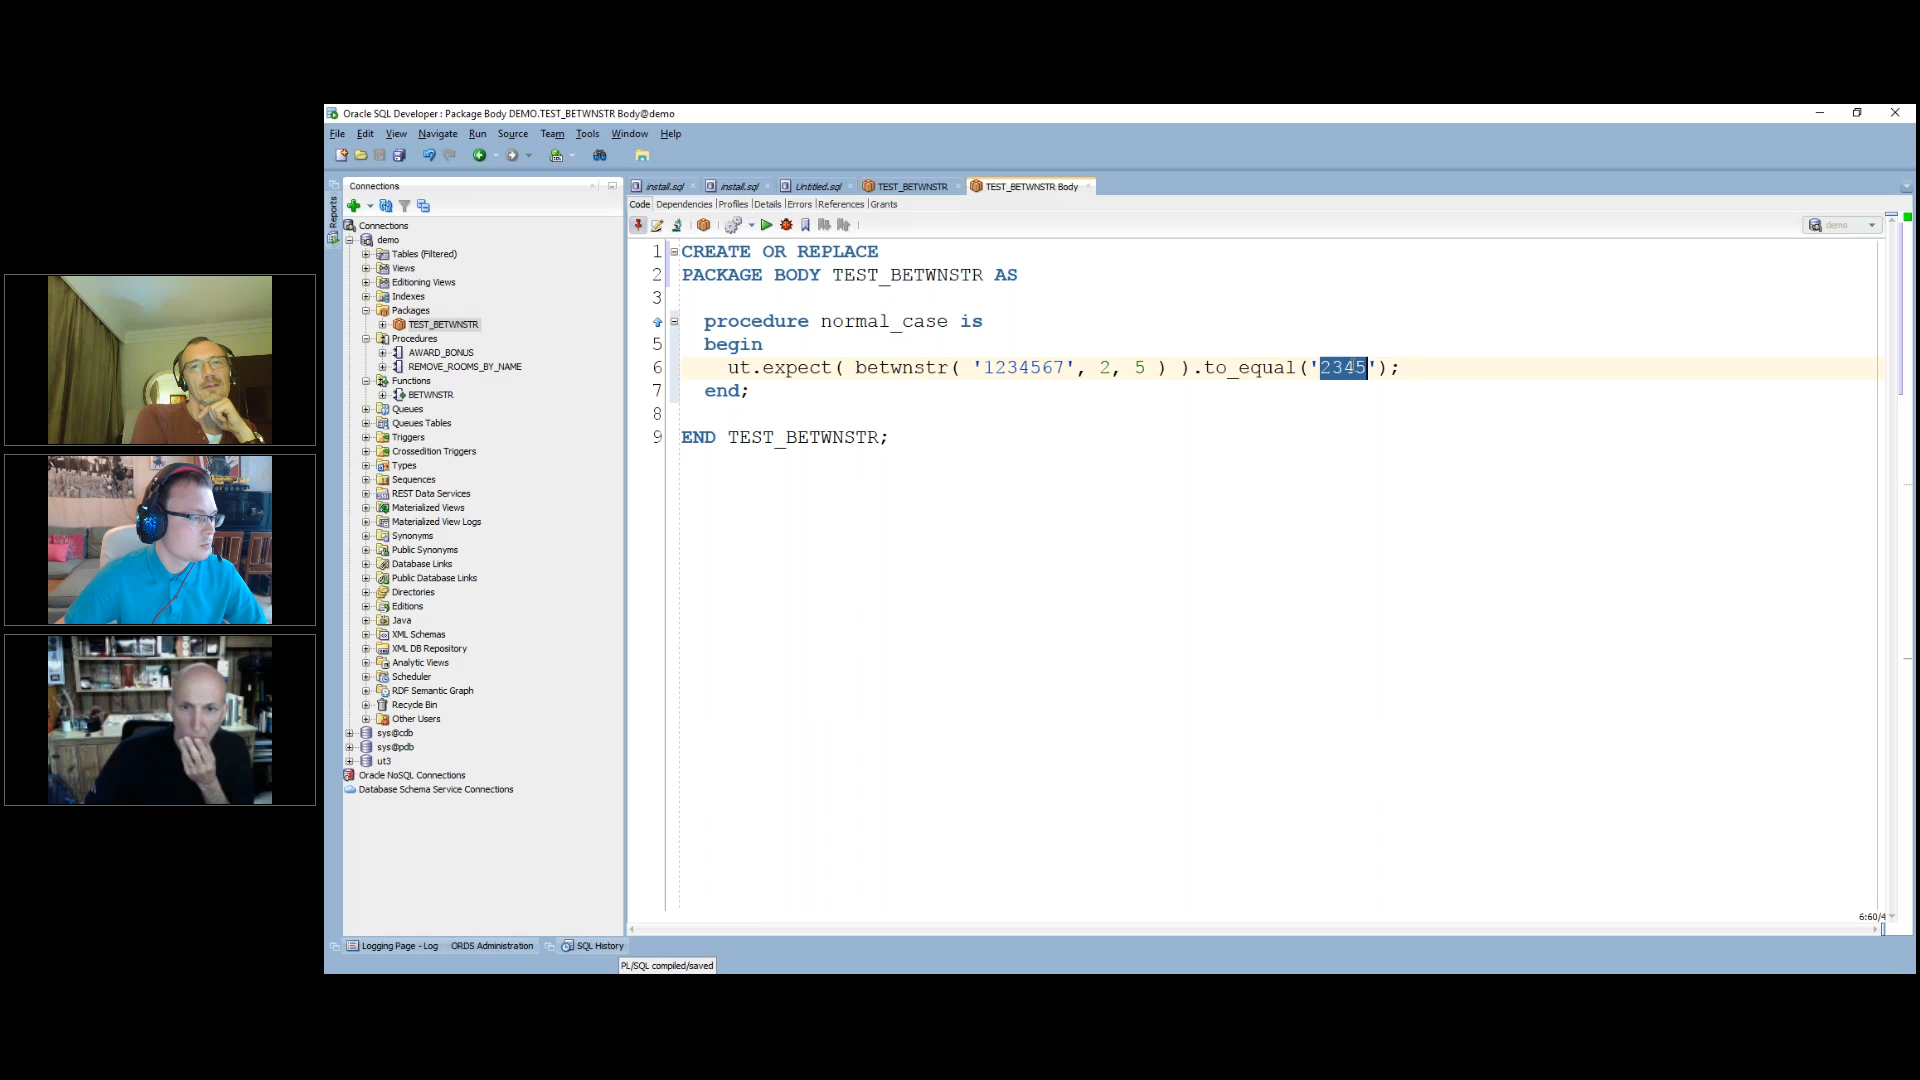 Oracle SQL Developer : Package Body DEMO.TEST_BETWNSTR Body@demo
File Edit View Navigate Run Source Team Tools Window Help
Connections
install.sql install.sql Untitled.sql TEST_BETWNSTR TEST_BETWNSTR Body
Code Dependencies Profiles Details Errors References Grants
Reports
demo
Connections
demo
Tables (Filtered)
Views
Editioning Views
Indexes
Packages
TEST_BETWNSTR
Procedures
AWARD_BONUS
REMOVE_ROOMS_BY_NAME
Functions
BETWNSTR
Queues
Queues Tables
Triggers
Crossedition Triggers
Types
Sequences
REST Data Services
Materialized Views
Materialized View Logs
Synonyms
Public Synonyms
Database Links
Public Database Links
Directories
Editions
Java
XML Schemas
XML DB Repository
Analytic Views
Scheduler
RDF Semantic Graph
Recycle Bin
Other Users
sys@cdb
sys@pdb
ut3
Oracle NoSQL Connections
Database Schema Service Connections
1 CREATE OR REPLACE
2 PACKAGE BODY TEST_BETWNSTR AS
3
procedure normal_case is
5 begin
6 ut.expect( betwnstr( '1234567', 2, 5 ) ).to_equal('2345');
7 end;
8
9 END TEST_BETWNSTR;
6:60/4
Logging Page - Log ORDS Administration SQL History
PL/SQL compiled/saved